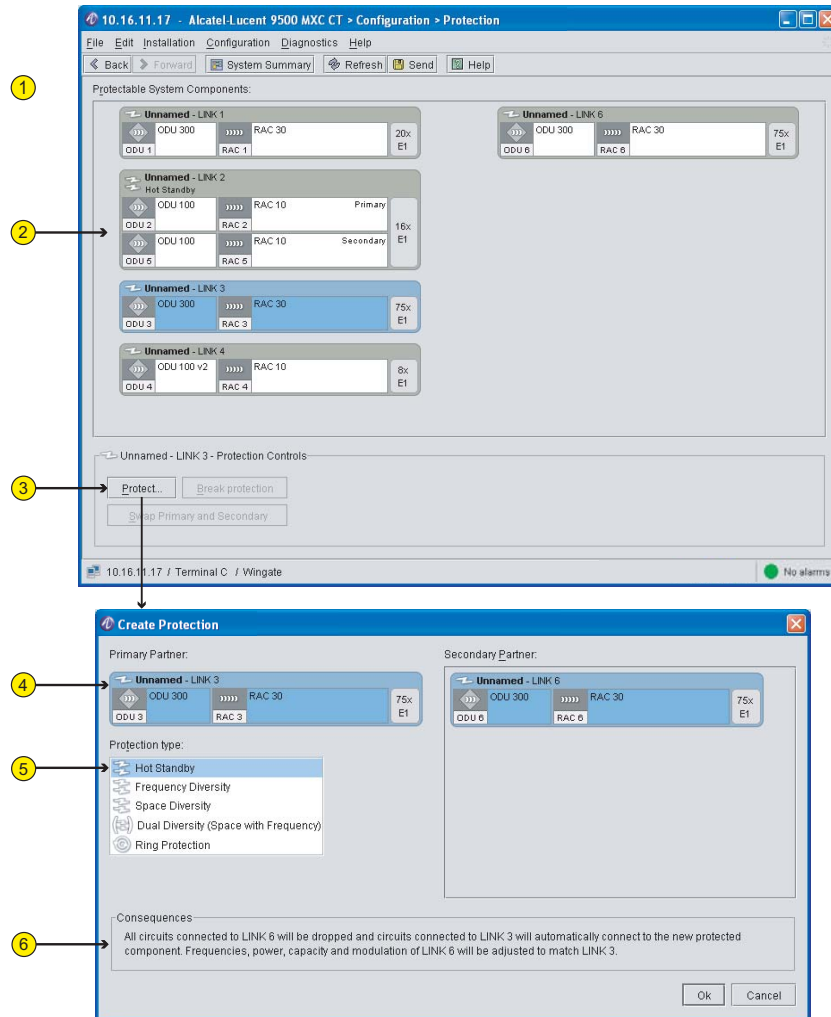 10.16.11.17 - Alcatel-Lucent 9500 MXC CT > Configuration > Protection
File Edit Installation Configuration Diagnostics Help
Back Forward System Summary Refresh Send Help
1
Protectable System Components:
Unnamed - LINK 1
ODU 300 RAC 30
ODU 1 RAC 1
20x
E1
Unnamed - LINK 6
ODU 300 RAC 30
ODU 6 RAC 6
75x
E1
2
Unnamed - LINK 2
Hot Standby
ODU 100 RAC 10 Primary
ODU 2 RAC 2
ODU 100 RAC 10 Secondary
ODU 5 RAC 5
16x
E1
Unnamed - LINK 3
ODU 300 RAC 30
ODU 3 RAC 3
75x
E1
Unnamed - LINK 4
ODU 100 v2 RAC 10
ODU 4 RAC 4
8x
E1
Unnamed - LINK 3 - Protection Controls
3
Protect... Break protection
Swap Primary and Secondary
10.16.11.17 / Terminal C / Wingate No alarms
Create Protection
Primary Partner: Secondary Partner:
4
Unnamed - LINK 3
ODU 300 RAC 30
ODU 3 RAC 3
75x
E1
Unnamed - LINK 6
ODU 300 RAC 30
ODU 6 RAC 6
75x
E1
Protection type:
5
Hot Standby
Frequency Diversity
Space Diversity
Dual Diversity (Space with Frequency)
Ring Protection
Consequences
6
All circuits connected to LINK 6 will be dropped and circuits connected to LINK 3 will automatically connect to the new protected
component. Frequencies, power, capacity and modulation of LINK 6 will be adjusted to match LINK 3.
Ok Cancel